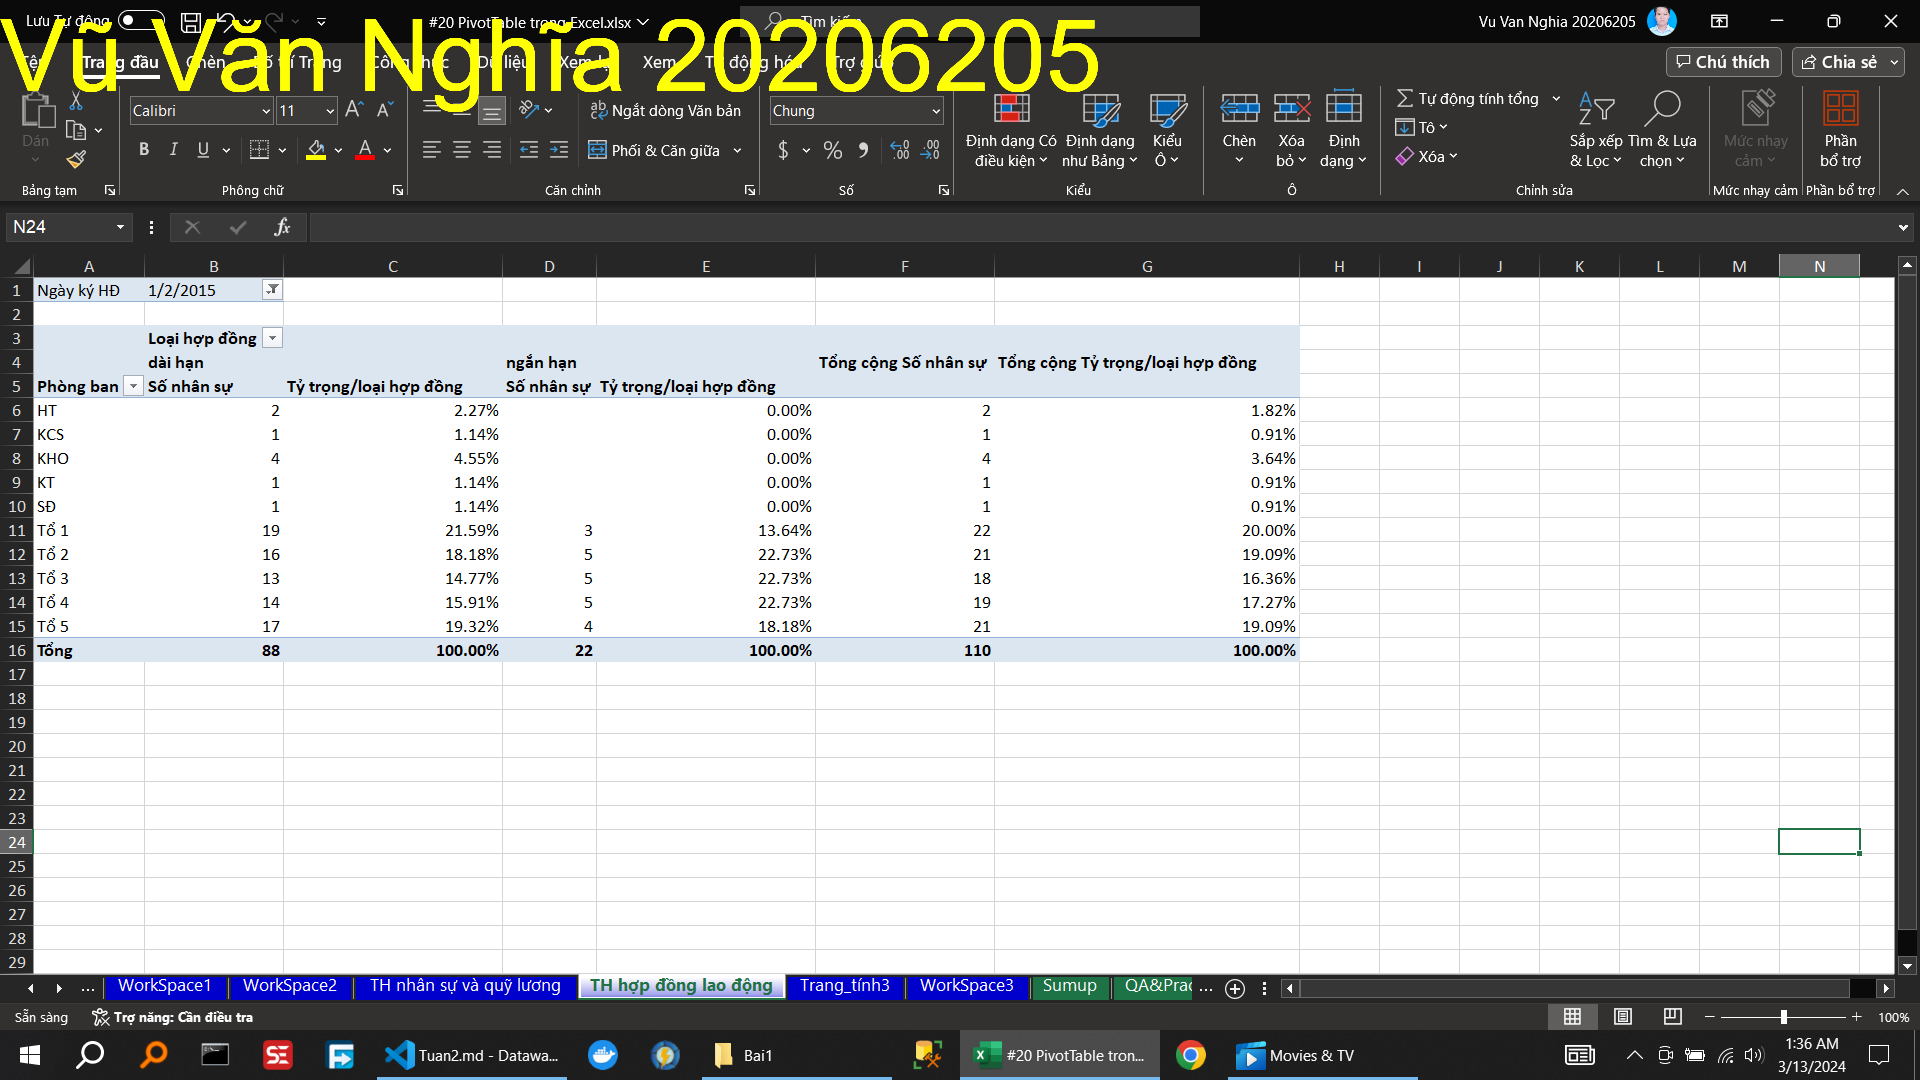 Lưu Tự động
#20 PivotTable trong Excel.xlsx
Tìm kiếm
Vu Van Nghia 20206205
Vũ Văn Nghĩa 20206205
Trang đầu
Chèn
Dữ liệu
Xem
Tự động hóa
Trợ giúp
Chú thích
Chia sẻ
Dán
Calibri
11
Ngắt dòng Văn bản
Phối & Căn giữa
Chung
Định dạng Có điều kiện
Định dạng như Bảng
Kiểu Ô
Chèn
Xóa bỏ
Định dạng
Tự động tính tổng
Tô
Xóa
Sắp xếp & Lọc
Tìm & Lựa chọn
Mức nhạy cảm
Phần bổ trợ
Bảng tạm
Phông chữ
Căn chỉnh
Số
Kiểu
Ô
Chỉnh sửa
Mức nhạy cảm
Phần bổ trợ
N24
A B C D E F G H I J K L M N
1 Ngày ký HĐ 1/2/2015
2
3 Loại hợp đồng
4 dài hạn ngắn hạn Tổng cộng Số nhân sự Tổng cộng Tỷ trọng/loại hợp đồng
5 Phòng ban Số nhân sự Tỷ trọng/loại hợp đồng Số nhân sự Tỷ trọng/loại hợp đồng
6 HT 2 2.27% 0.00% 2 1.82%
7 KCS 1 1.14% 0.00% 1 0.91%
8 KHO 4 4.55% 0.00% 4 3.64%
9 KT 1 1.14% 0.00% 1 0.91%
10 SĐ 1 1.14% 0.00% 1 0.91%
11 Tổ 1 19 21.59% 3 13.64% 22 20.00%
12 Tổ 2 16 18.18% 5 22.73% 21 19.09%
13 Tổ 3 13 14.77% 5 22.73% 18 16.36%
14 Tổ 4 14 15.91% 5 22.73% 19 17.27%
15 Tổ 5 17 19.32% 4 18.18% 21 19.09%
16 Tổng 88 100.00% 22 100.00% 110 100.00%
17
18
19
20
21
22
23
24
25
26
27
28
29
... WorkSpace1 WorkSpace2 TH nhân sự và quỹ lương TH hợp đồng lao động Trang_tính3 WorkSpace3 Sumup QA&Prac ...
Sẵn sàng Trợ năng: Cần điều tra 100%
Tuan2.md - Datawa... Bai1 #20 PivotTable tron... Movies & TV
1:36 AM
3/13/2024